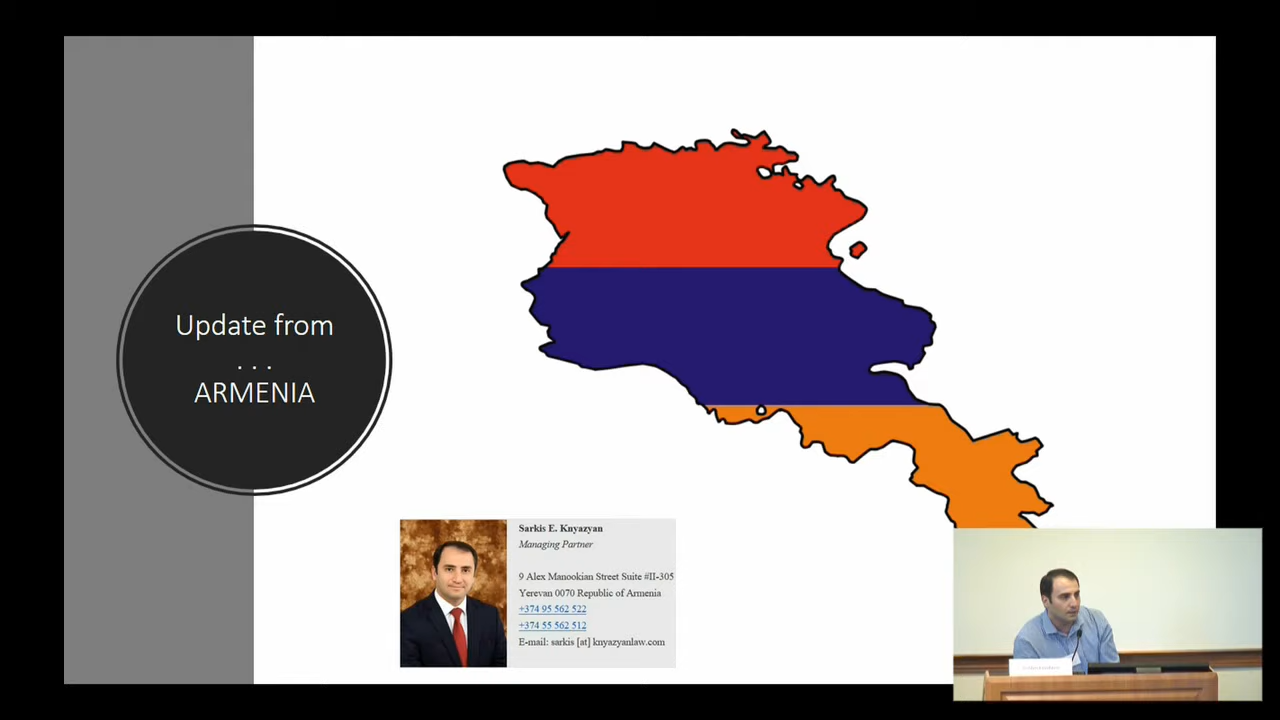 Update from
. . .
ARMENIA
Sarkis E. Knyazyan
Managing Partner
9 Alex Manookian Street Suite #II-305
Yerevan 0070 Republic of Armenia
+374 95 562 522
+374 55 562 512
E-mail: sarkis [at] knyazyanlaw.com